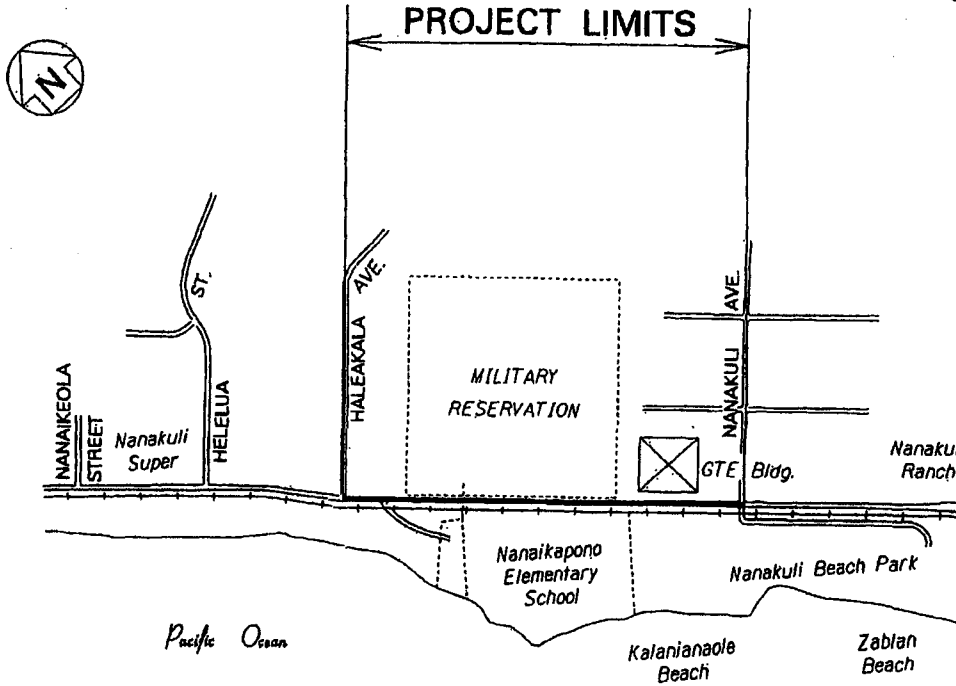 PROJECT LIMITS
N
ST.
AVE.
HALEAKALA
AVE.
NANAKULI
MILITARY
RESERVATION
NANAIKEOLA
STREET
Nanakuli
Super
HELELUA
GTE Bldg.
Nanaku
Ranch
Nanaikapono
Elementary
School
Nanakuli Beach Park
Pacific Ocean
Kalanianaole
Beach
Zablan
Beach